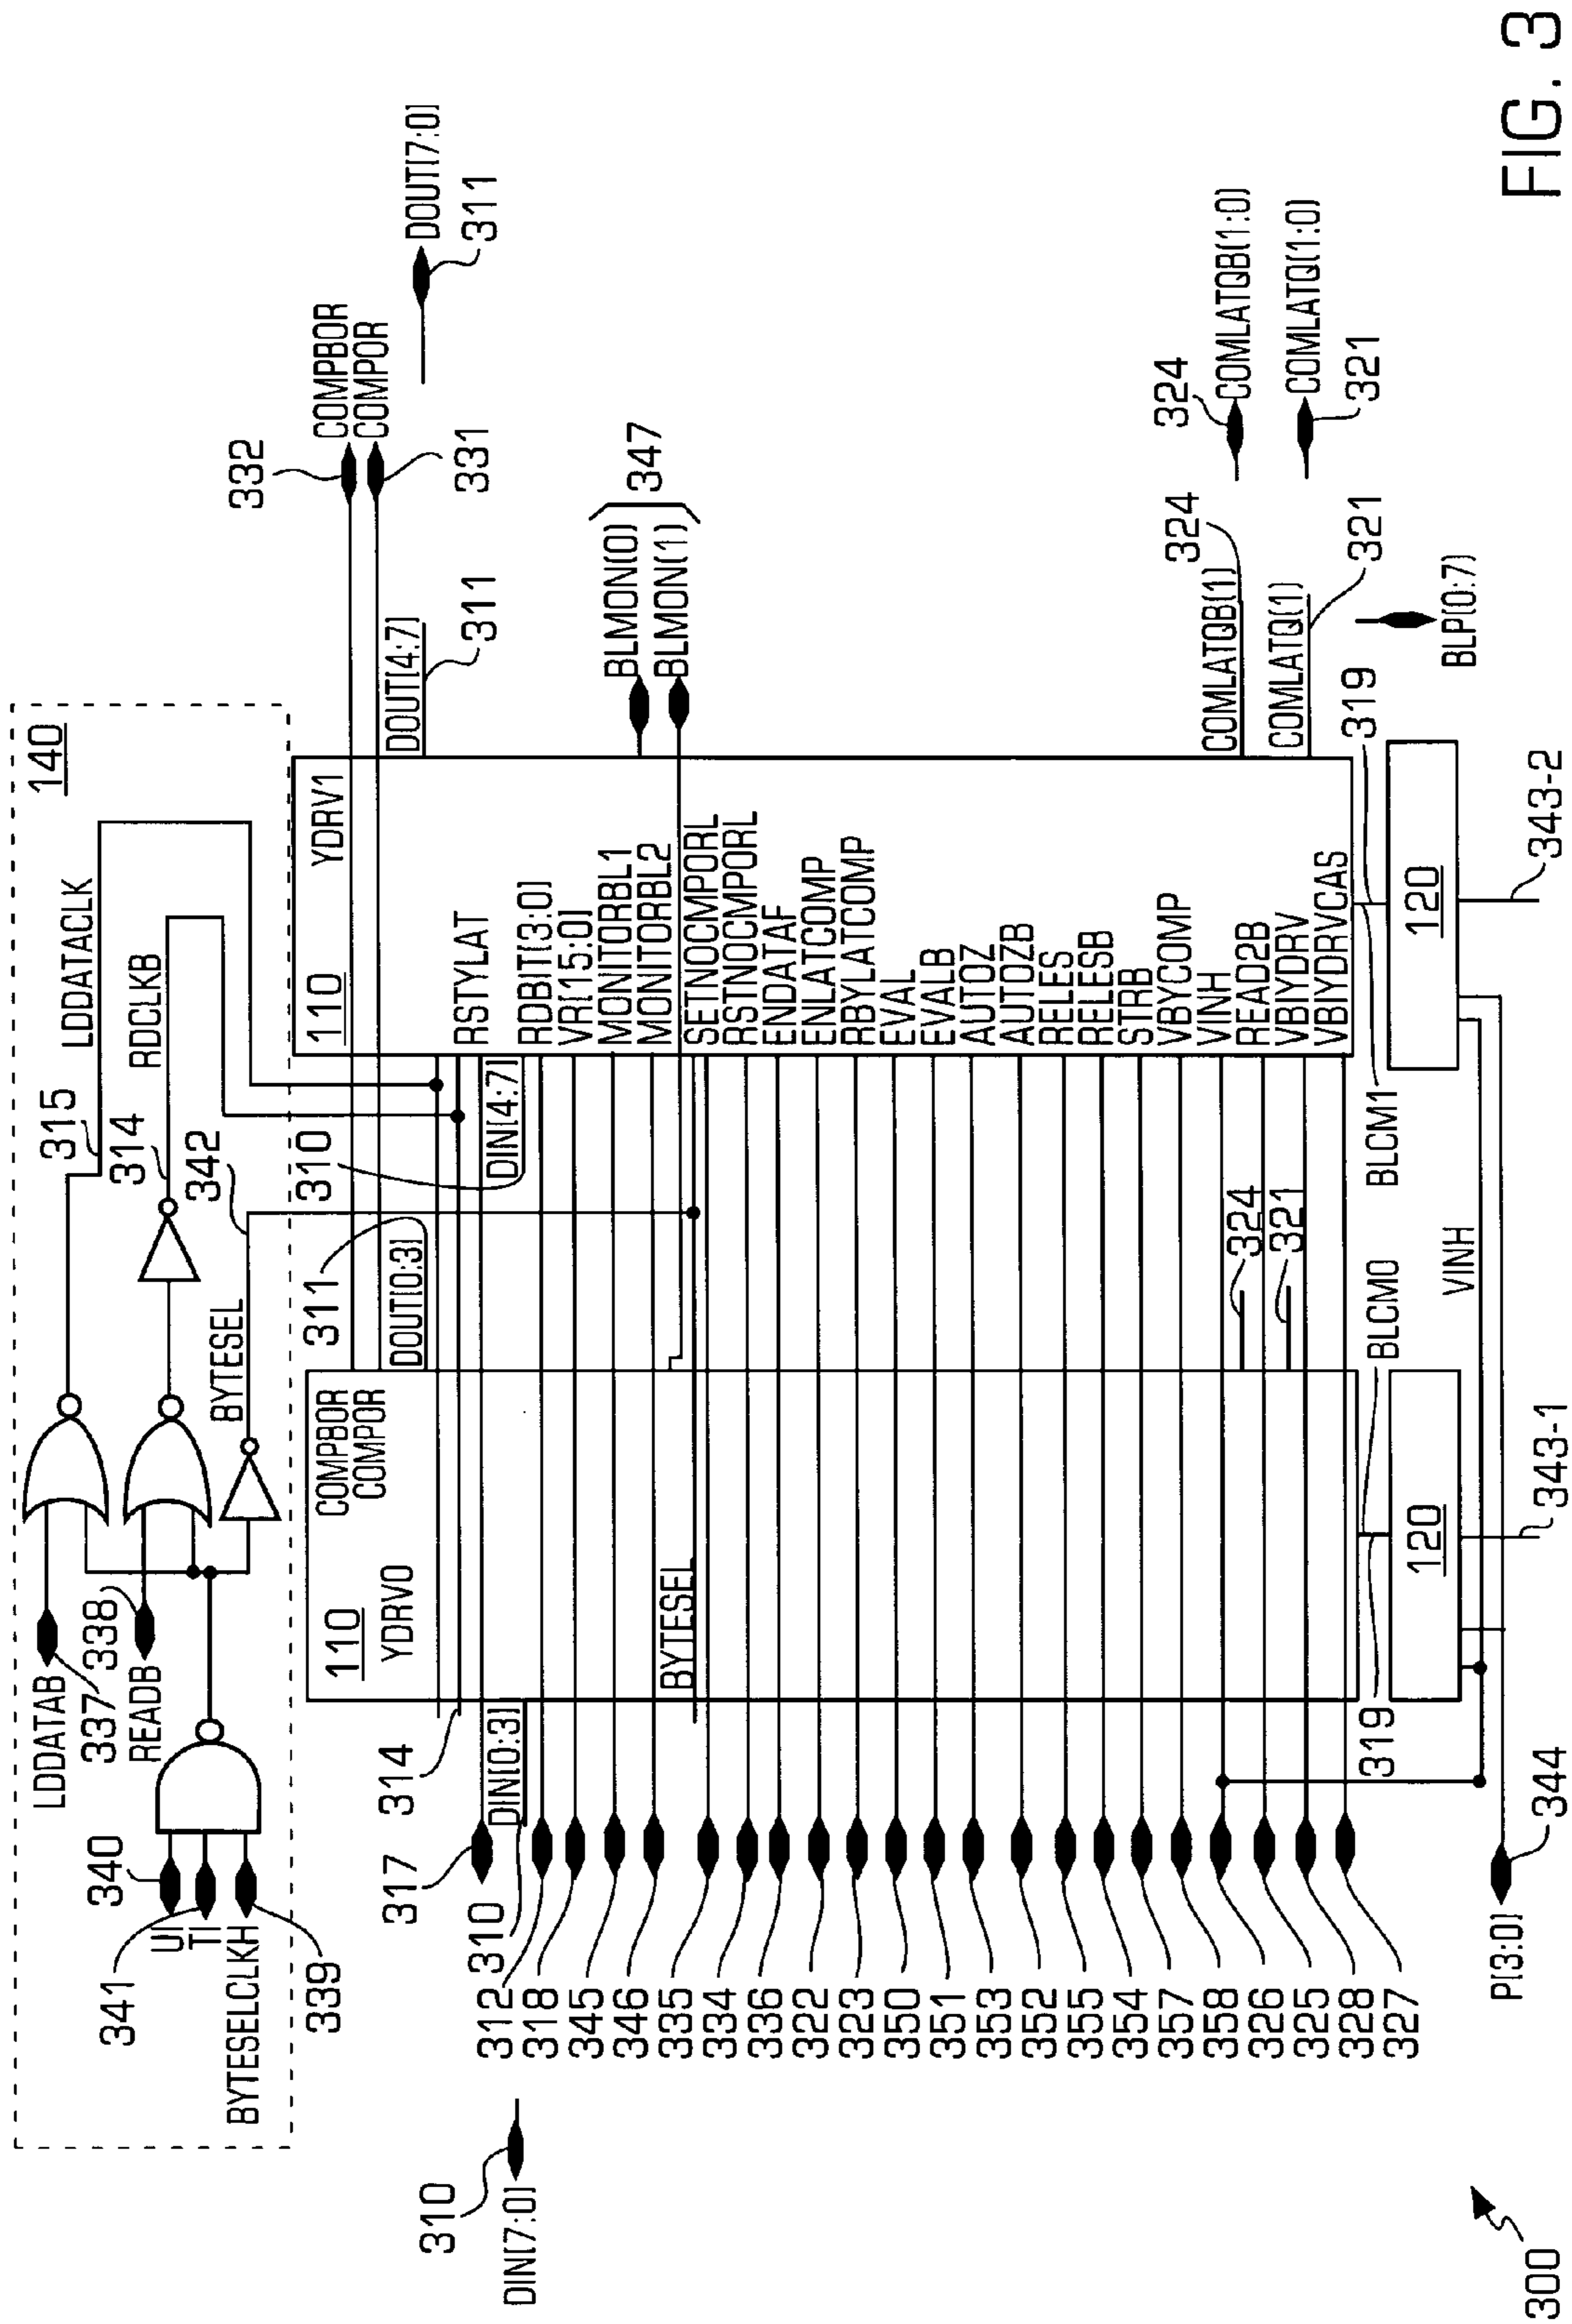 140
LDDATAB
337
338
READB
340
341
UI
TI
BYTESELCLKH
339
BYTESEL
342
315
LDDATACLK
314
RDCLKB
332
COMPBOR
COMPOR
331
DOUT[7:0]
311
DOUT[4:7]
311
311
DOUT[0:3]
310
DIN[4:7]
110
YDRV0
COMPBOR
COMPOR
BYTESEL
110
YDRV1
RSTYLAT
RDBIT[3:0]
VR[15:0]
MONITORBL1
MONITORBL2
SETNOCMPORL
RSTNOCMPORL
ENDATAF
ENLATCOMP
RBYLATCOMP
EVAL
EVALB
AUTOZ
AUTOZB
RELES
RELESB
STRB
VBYCOMP
VINH
READ2B
VBIYDRV
VBIYDRVCAS
BLMON(0)
BLMON(1)
347
314
317
DIN[0:3]
310
312
318
345
346
335
334
336
322
323
350
351
353
352
355
354
357
358
326
325
328
327
310
DIN[7:0]
324
321
324
COMLATQB(1)
COMLATQ(1)
321
324
COMLATQB(1:0)
COMLATQ(1:0)
321
BLP(0:7)
319
BLCM0
319
BLCM1
120
120
VINH
343-1
343-2
P[3:0]
344
300
FIG. 3